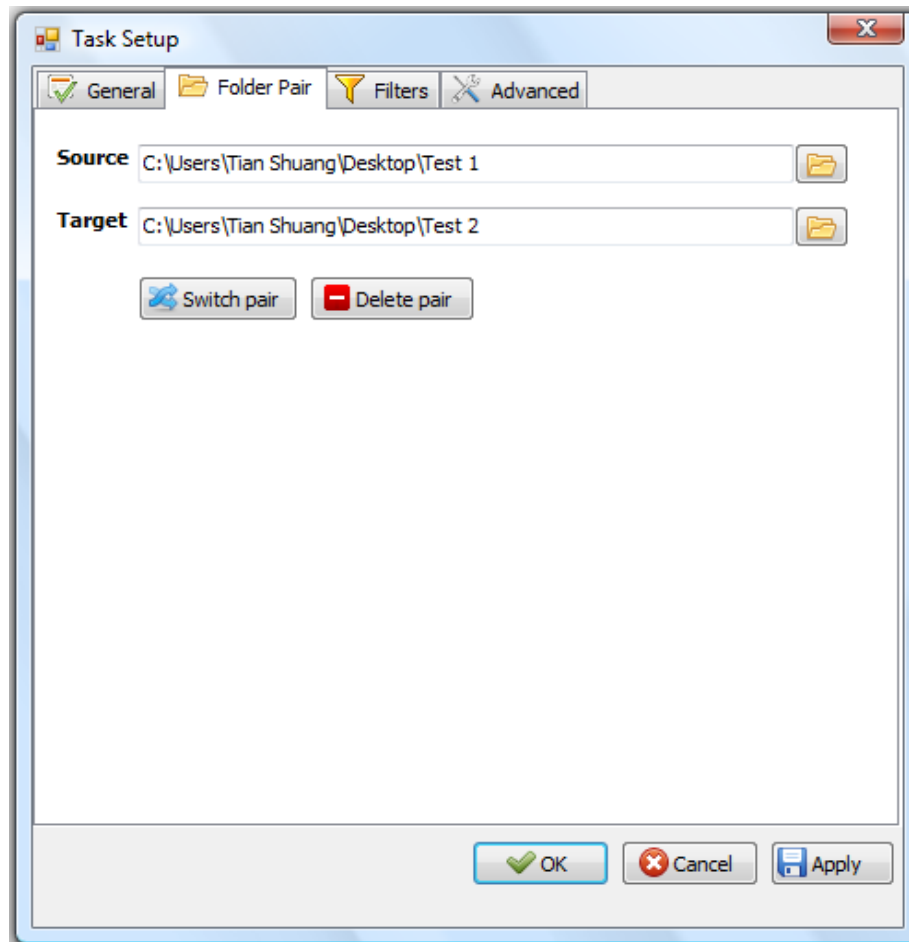 Task Setup
General Folder Pair Filters Advanced
Source C:\Users\Tian Shuang\Desktop\Test 1
Target C:\Users\Tian Shuang\Desktop\Test 2
Switch pair Delete pair
OK Cancel Apply